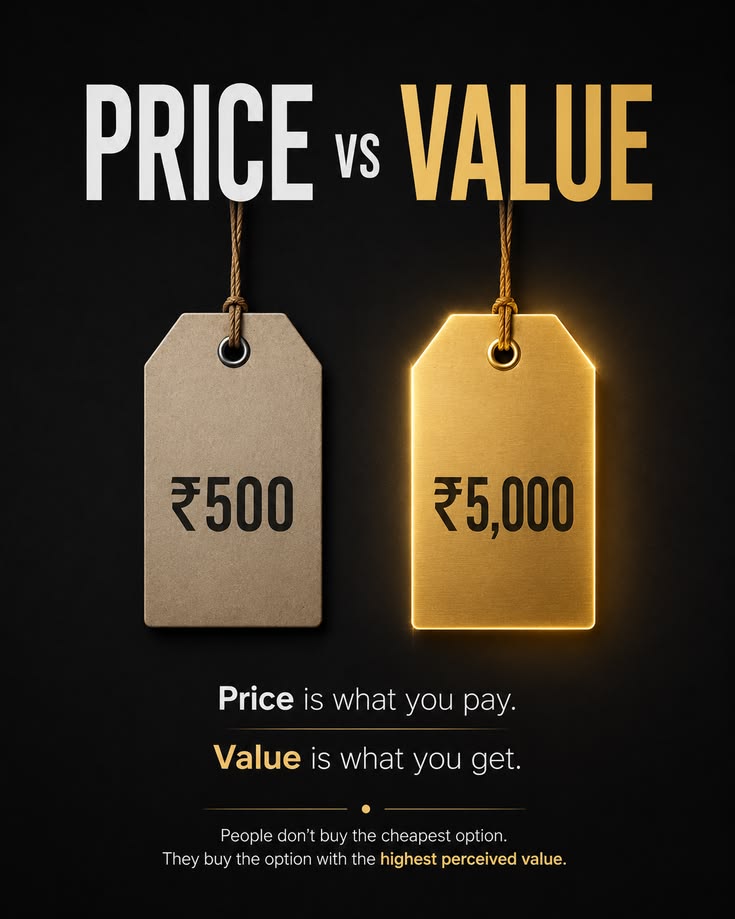 PRICE vs VALUE
₹500
₹5,000
Price is what you pay.
Value is what you get.
People don't buy the cheapest option.
They buy the option with the highest perceived value.